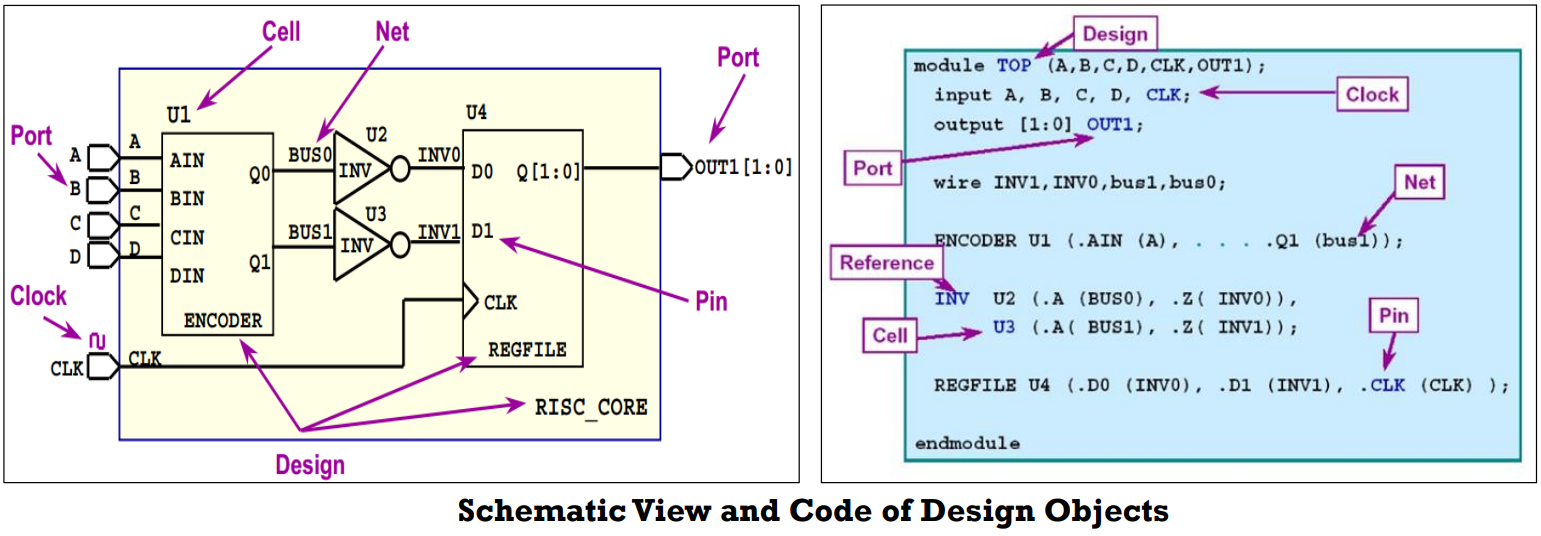 Cell
Net
Port
U1
U2
U4
Port
A
A
AIN
BUS0
INV
INV0
D0
Q[1:0]
OUT1[1:0]
Q0
B
B
BIN
U3
C
C
CIN
BUS1
INV
INV1
D1
D
D
DIN
Q1
Clock
Pin
CLK
ENCODER
REGFILE
CLK
CLK
RISC_CORE
Design
Design
module TOP (A,B,C,D,CLK,OUT1);
input A, B, C, D, CLK;
Clock
output [1:0] OUT1;
Port
wire INV1,INV0,bus1,bus0;
Net
ENCODER U1 (.AIN (A), . . . .Q1 (bus1));
Reference
INV U2 (.A (BUS0), .Z( INV0)),
Pin
Cell
U3 (.A( BUS1), .Z( INV1));
REGFILE U4 (.D0 (INV0), .D1 (INV1), .CLK (CLK) );
endmodule
Schematic View and Code of Design Objects